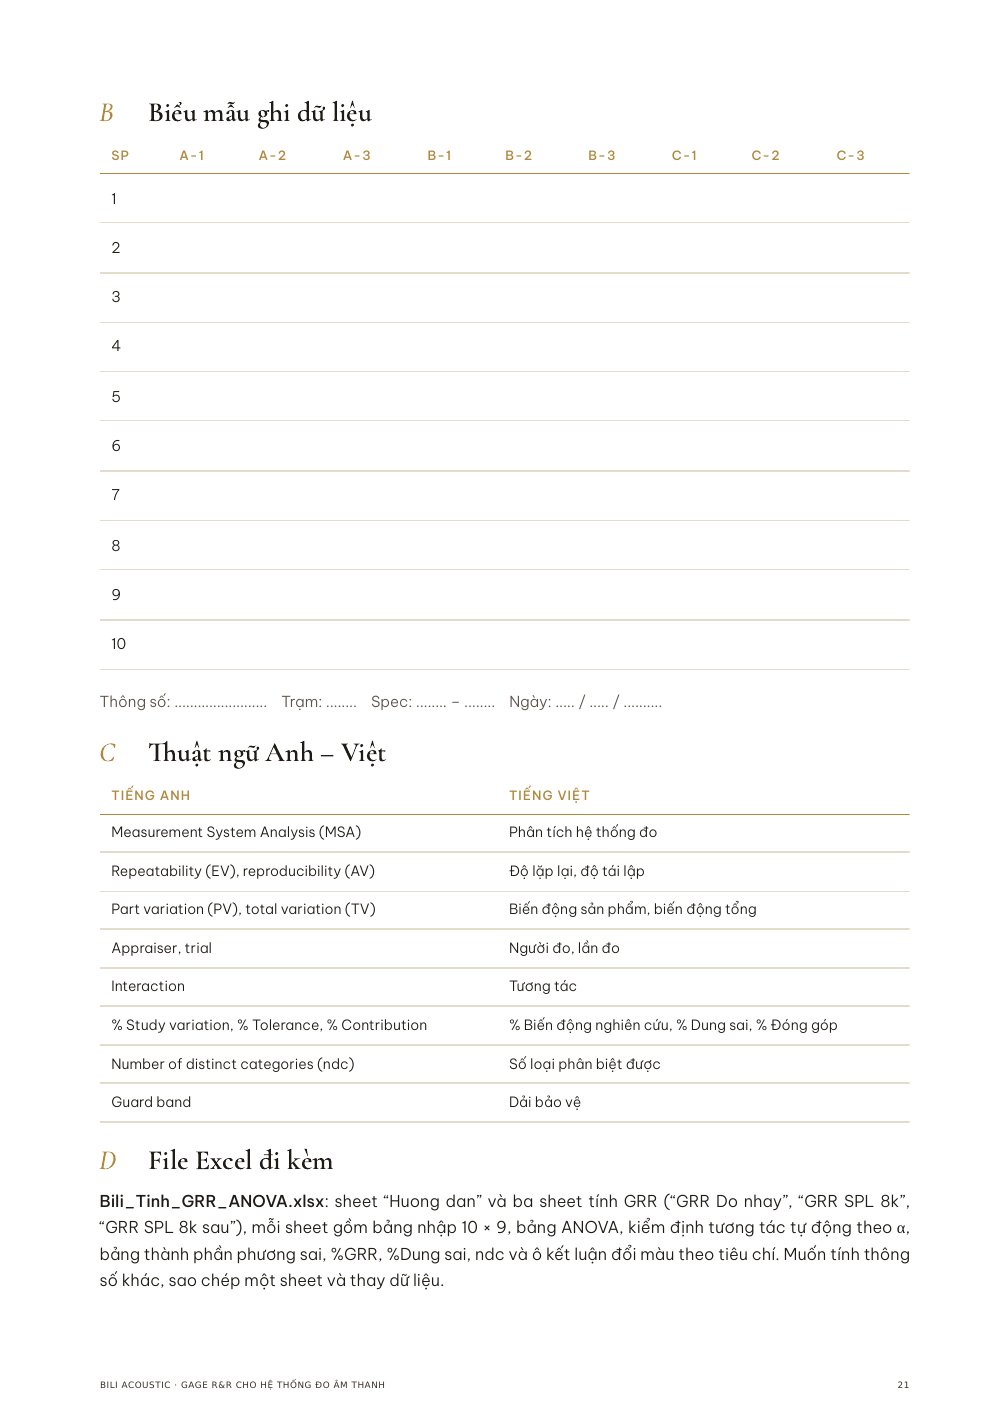 B Biểu mẫu ghi dữ liệu
SP A-1 A-2 A-3 B-1 B-2 B-3 C-1 C-2 C-3
1
2
3
4
5
6
7
8
9
10
Thông số: ........................ Trạm: ........ Spec: ........ – ........ Ngày: ..... / ..... / ..........
C Thuật ngữ Anh – Việt
TIẾNG ANH TIẾNG VIỆT
Measurement System Analysis (MSA) Phân tích hệ thống đo
Repeatability (EV), reproducibility (AV) Độ lặp lại, độ tái lập
Part variation (PV), total variation (TV) Biến động sản phẩm, biến động tổng
Appraiser, trial Người đo, lần đo
Interaction Tương tác
% Study variation, % Tolerance, % Contribution % Biến động nghiên cứu, % Dung sai, % Đóng góp
Number of distinct categories (ndc) Số loại phân biệt được
Guard band Dải bảo vệ
D File Excel đi kèm
Bili_Tinh_GRR_ANOVA.xlsx: sheet “Huong dan” và ba sheet tính GRR (“GRR Do nhay”, “GRR SPL 8k”,
“GRR SPL 8k sau”), mỗi sheet gồm bảng nhập 10 × 9, bảng ANOVA, kiểm định tương tác tự động theo α,
bảng thành phần phương sai, %GRR, %Dung sai, ndc và ô kết luận đổi màu theo tiêu chí. Muốn tính thông
số khác, sao chép một sheet và thay dữ liệu.
BILI ACOUSTIC · GAGE R&R CHO HỆ THỐNG ĐO ÂM THANH 21